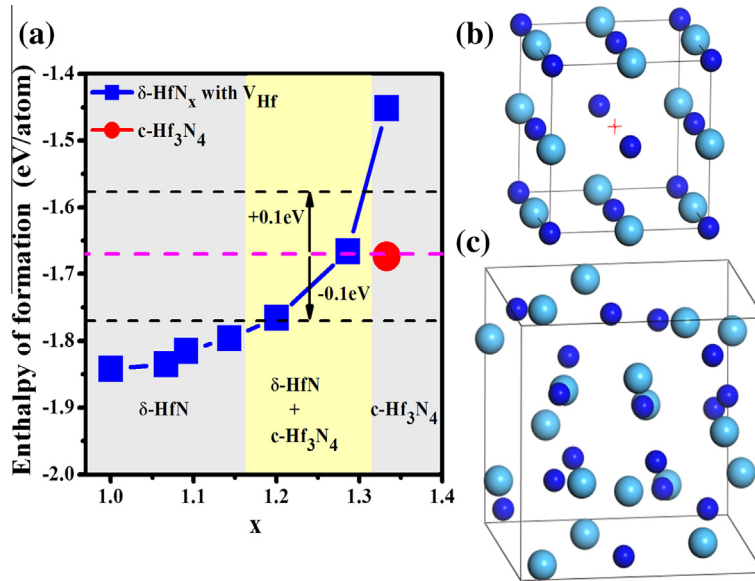 (a)
Enthalpy of formation (eV/atom)
-1.4
-1.5
-1.6
-1.7
-1.8
-1.9
-2.0
δ-HfNₓ with V_Hf
c-Hf₃N₄
+0.1eV
-0.1eV
δ-HfN
δ-HfN
+
c-Hf₃N₄
c-Hf₃N₄
1.0 1.1 1.2 1.3 1.4
x
(b)
(c)